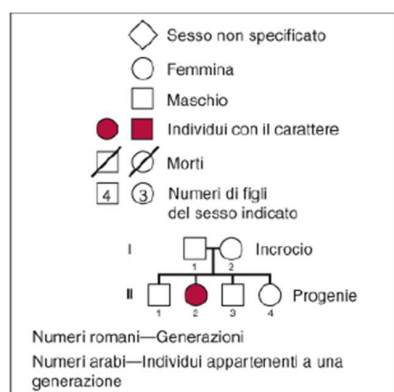 Sesso non specificato
Femmina
Maschio
Individui con il carattere
Morti
4 3 Numeri di figli
del sesso indicato
I Incrocio
1 2
II Progenie
1 2 3 4
Numeri romani—Generazioni
Numeri arabi—Individui appartenenti a una
generazione